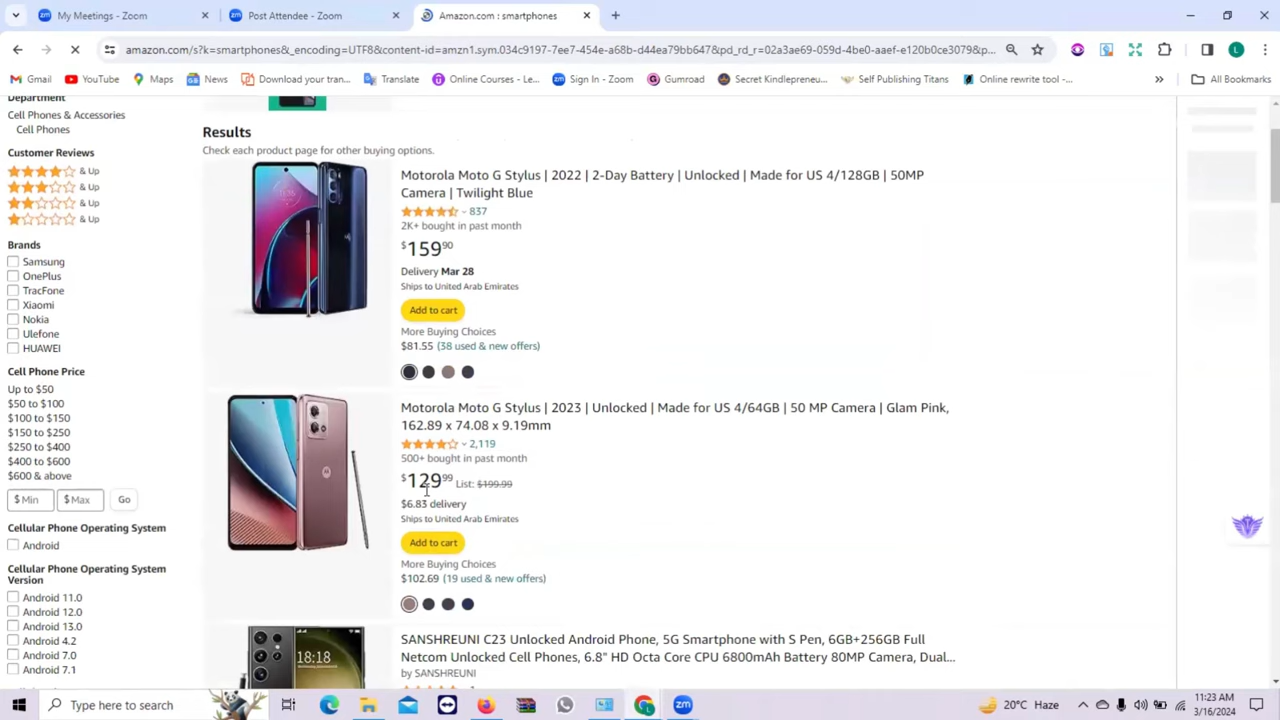 My Meetings - Zoom
Post Attendee - Zoom
Amazon.com : smartphones
amazon.com/s?k=smartphones&_encoding=UTF8&content-id=amzn1.sym.034c9197-7ee7-454e-a68b-d44ea79bb647&pd_rd_r=02a3ae69-059d-4be0-aaef-e120b0ce3079&p...
Gmail
YouTube
Maps
News
Download your tran...
Translate
Online Courses - Le...
Sign In - Zoom
Gumroad
Secret Kindlepreneu...
Self Publishing Titans
Online rewrite tool -...
All Bookmarks
Department
Cell Phones & Accessories
Cell Phones
Customer Reviews
& Up
& Up
& Up
& Up
Brands
Samsung
OnePlus
TracFone
Xiaomi
Nokia
Ulefone
HUAWEI
Cell Phone Price
Up to $50
$50 to $100
$100 to $150
$150 to $250
$250 to $400
$400 to $600
$600 & above
$ Min
$ Max
Go
Cellular Phone Operating System
Android
Cellular Phone Operating System
Version
Android 11.0
Android 12.0
Android 13.0
Android 4.2
Android 7.0
Android 7.1
Results
Check each product page for other buying options.
Motorola Moto G Stylus | 2022 | 2-Day Battery | Unlocked | Made for US 4/128GB | 50MP
Camera | Twilight Blue
837
2K+ bought in past month
$159 90
Delivery Mar 28
Ships to United Arab Emirates
Add to cart
More Buying Choices
$81.55 (38 used & new offers)
Motorola Moto G Stylus | 2023 | Unlocked | Made for US 4/64GB | 50 MP Camera | Glam Pink,
162.89 x 74.08 x 9.19mm
2,119
500+ bought in past month
$129 99 List: $199.99
$6.83 delivery
Ships to United Arab Emirates
Add to cart
More Buying Choices
$102.69 (19 used & new offers)
18:18
SANSHREUNI C23 Unlocked Android Phone, 5G Smartphone with S Pen, 6GB+256GB Full
Netcom Unlocked Cell Phones, 6.8" HD Octa Core CPU 6800mAh Battery 80MP Camera, Dual...
by SANSHREUNI
Type here to search
20°C Haze
11:23 AM
3/16/2024